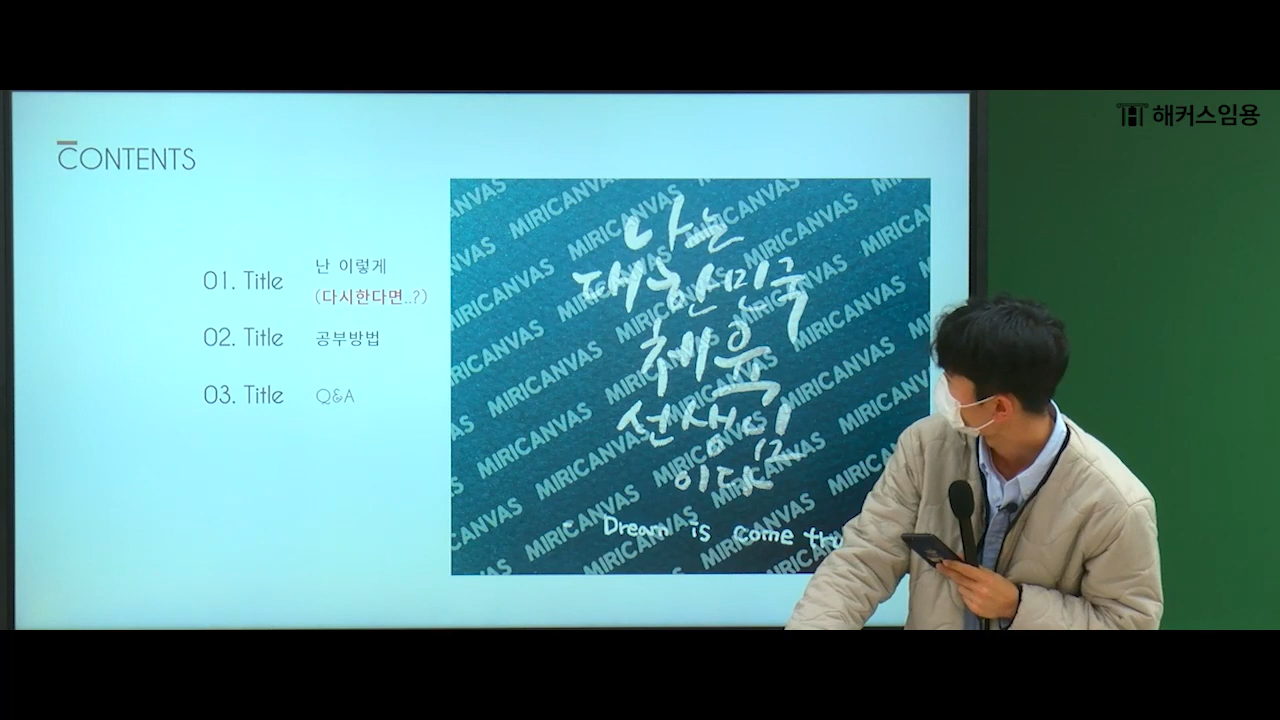 해커스임용
CONTENTS
01. Title
난 이렇게
(다시한다면..?)
02. Title
공부방법
03. Title
Q&A
나는
대한민국
체육
선생님
이다
Dream is come tru
MIRICANVAS